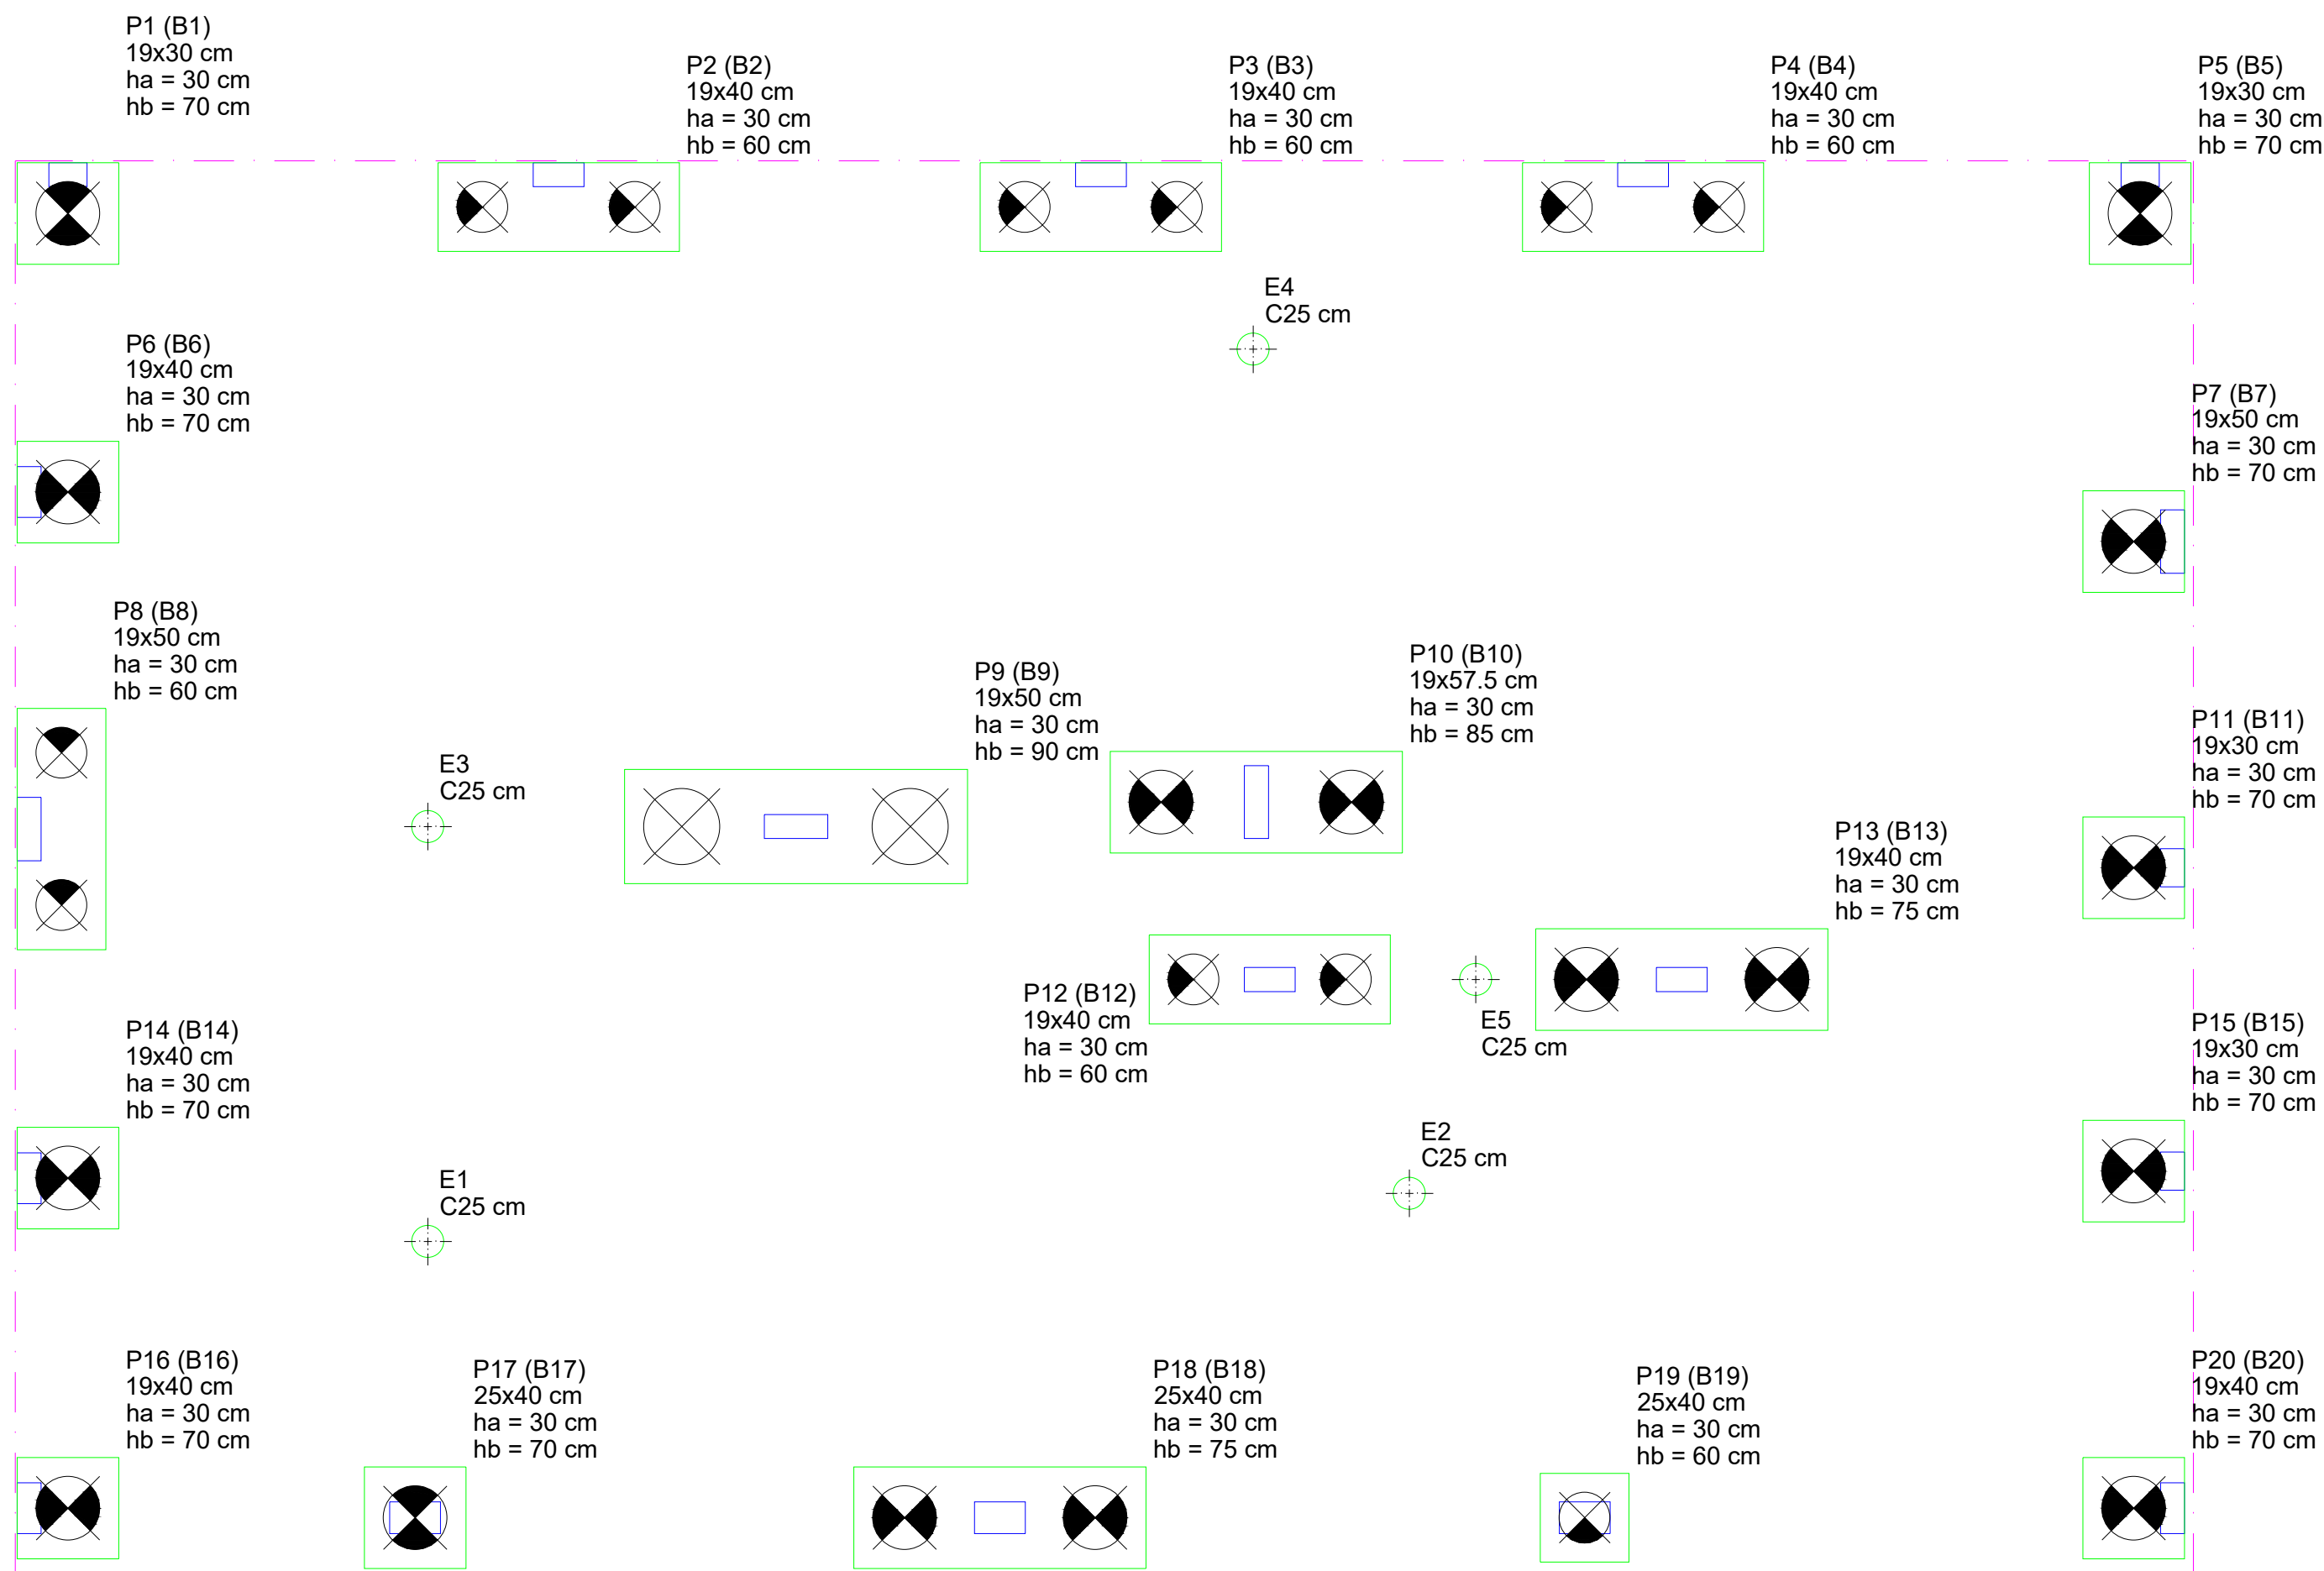 P1 (B1)
19x30 cm
ha = 30 cm
hb = 70 cm
P2 (B2)
19x40 cm
ha = 30 cm
hb = 60 cm
P3 (B3)
19x40 cm
ha = 30 cm
hb = 60 cm
P4 (B4)
19x40 cm
ha = 30 cm
hb = 60 cm
P5 (B5)
19x30 cm
ha = 30 cm
hb = 70 cm
E4
C25 cm
P6 (B6)
19x40 cm
ha = 30 cm
hb = 70 cm
P7 (B7)
19x50 cm
ha = 30 cm
hb = 70 cm
P8 (B8)
19x50 cm
ha = 30 cm
hb = 60 cm
E3
C25 cm
P9 (B9)
19x50 cm
ha = 30 cm
hb = 90 cm
P10 (B10)
19x57.5 cm
ha = 30 cm
hb = 85 cm
P11 (B11)
19x30 cm
ha = 30 cm
hb = 70 cm
P13 (B13)
19x40 cm
ha = 30 cm
hb = 75 cm
P12 (B12)
19x40 cm
ha = 30 cm
hb = 60 cm
E5
C25 cm
P14 (B14)
19x40 cm
ha = 30 cm
hb = 70 cm
P15 (B15)
19x30 cm
ha = 30 cm
hb = 70 cm
E1
C25 cm
E2
C25 cm
P16 (B16)
19x40 cm
ha = 30 cm
hb = 70 cm
P17 (B17)
25x40 cm
ha = 30 cm
hb = 70 cm
P18 (B18)
25x40 cm
ha = 30 cm
hb = 75 cm
P19 (B19)
25x40 cm
ha = 30 cm
hb = 60 cm
P20 (B20)
19x40 cm
ha = 30 cm
hb = 70 cm